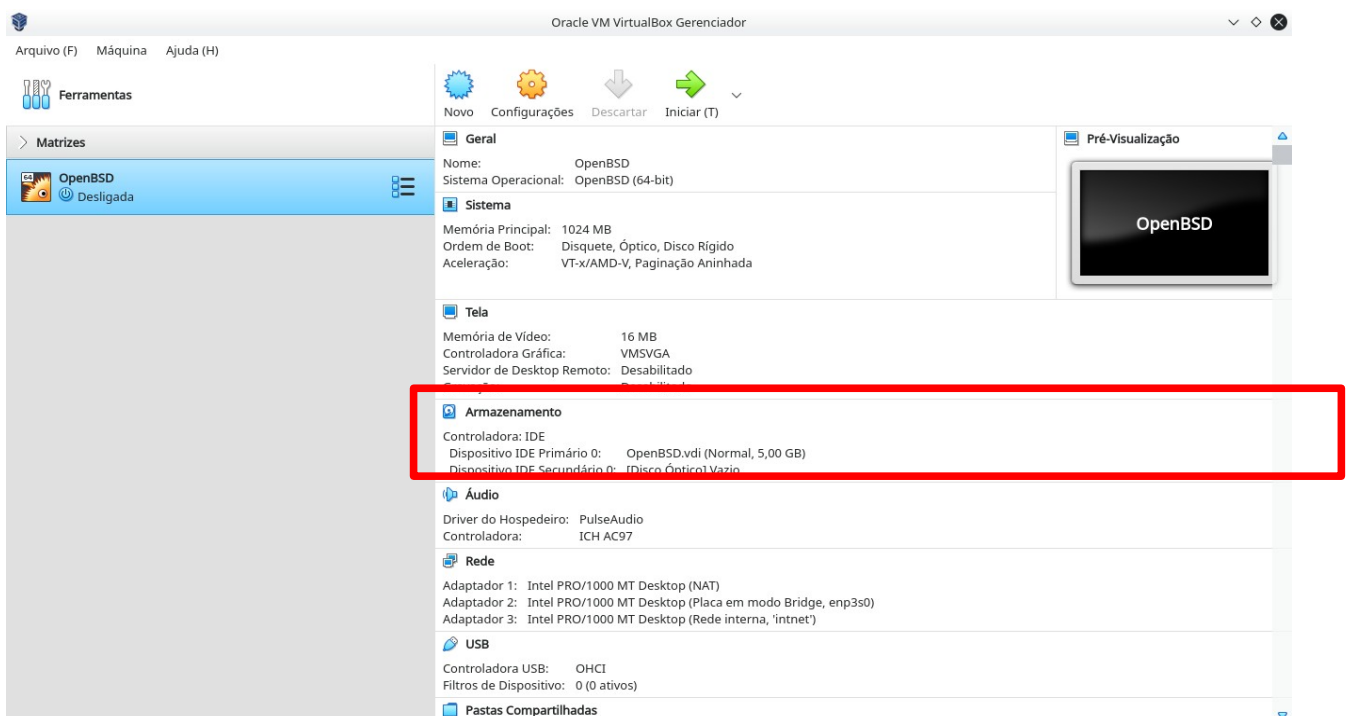 Oracle VM VirtualBox Gerenciador
Arquivo (F) Máquina Ajuda (H)
Ferramentas
Novo Configurações Descartar Iniciar (T)
Matrizes
64
OpenBSD
Desligada
Geral
Nome: OpenBSD
Sistema Operacional: OpenBSD (64-bit)
Pré-Visualização
OpenBSD
Sistema
Memória Principal: 1024 MB
Ordem de Boot: Disquete, Óptico, Disco Rígido
Aceleração: VT-x/AMD-V, Paginação Aninhada
Tela
Memória de Vídeo: 16 MB
Controladora Gráfica: VMSVGA
Servidor de Desktop Remoto: Desabilitado
Armazenamento
Controladora: IDE
Dispositivo IDE Primário 0: OpenBSD.vdi (Normal, 5,00 GB)
Dispositivo IDE Secundário 0: [Disco Óptico] Vazio
Áudio
Driver do Hospedeiro: PulseAudio
Controladora: ICH AC97
Rede
Adaptador 1: Intel PRO/1000 MT Desktop (NAT)
Adaptador 2: Intel PRO/1000 MT Desktop (Placa em modo Bridge, enp3s0)
Adaptador 3: Intel PRO/1000 MT Desktop (Rede interna, 'intnet')
USB
Controladora USB: OHCI
Filtros de Dispositivo: 0 (0 ativos)
Pastas Compartilhadas